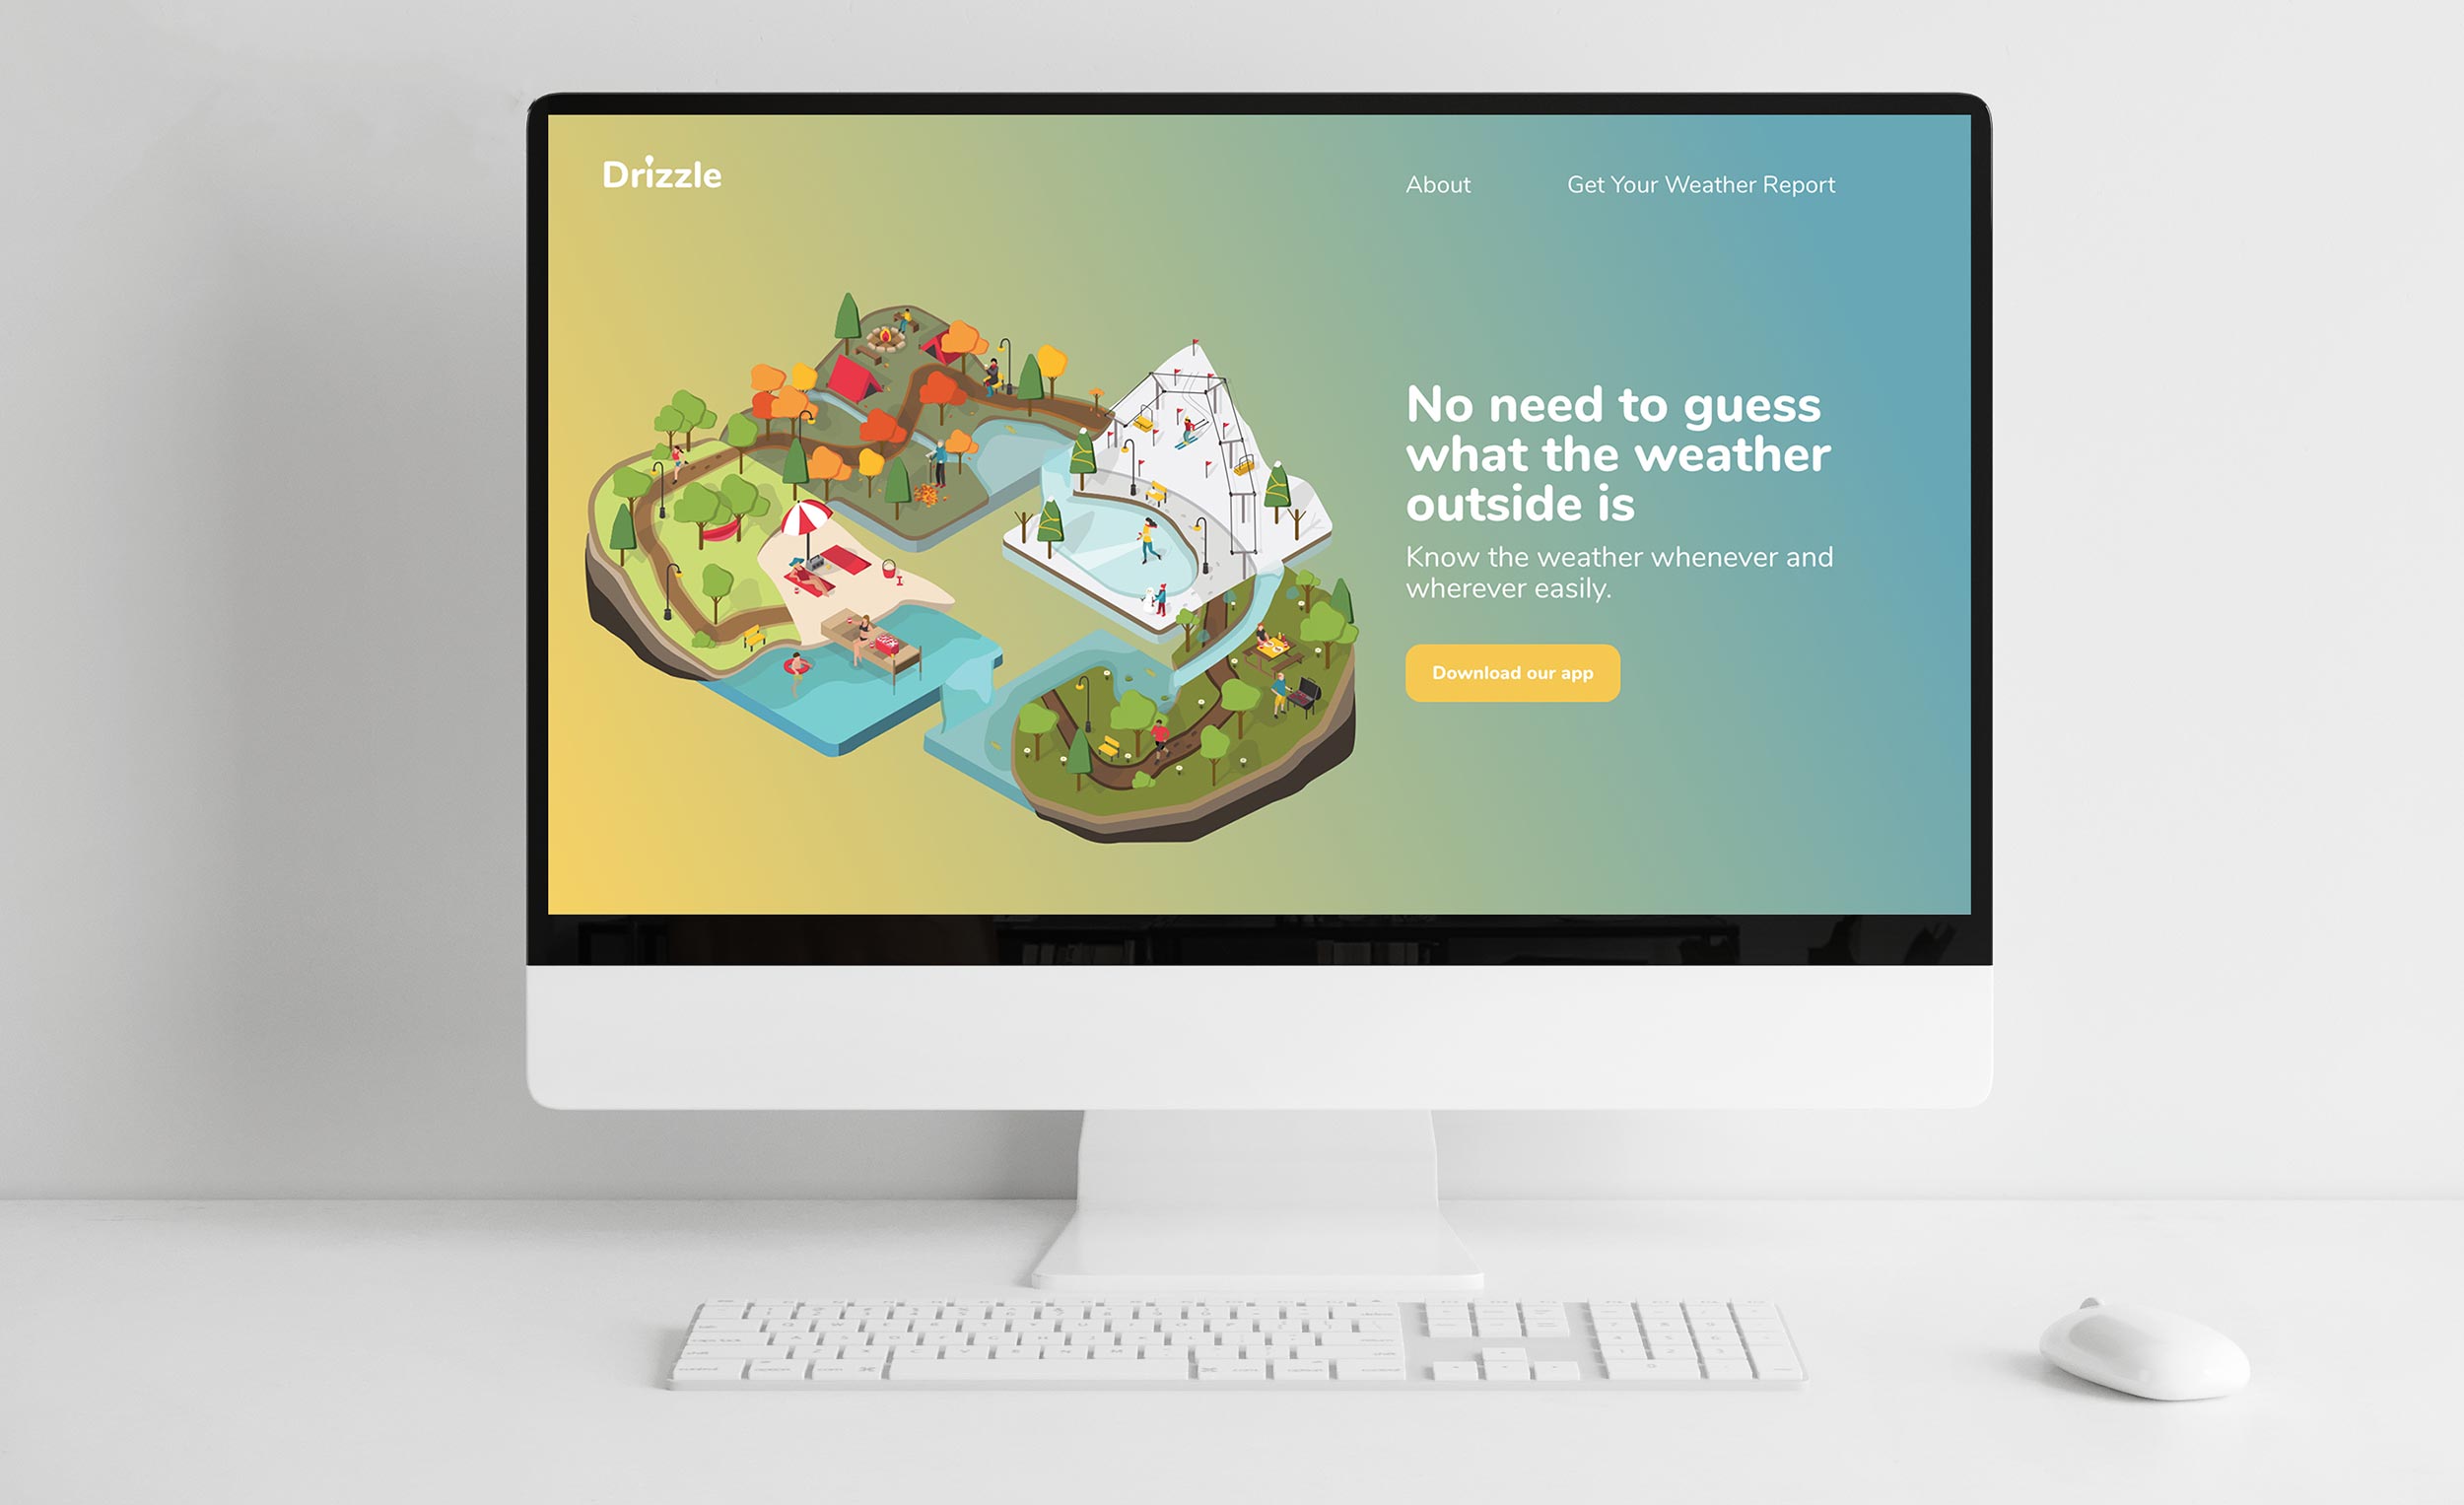 Drizzle
About
Get Your Weather Report
No need to guess
what the weather
outside is
Know the weather whenever and
wherever easily.
Download our app